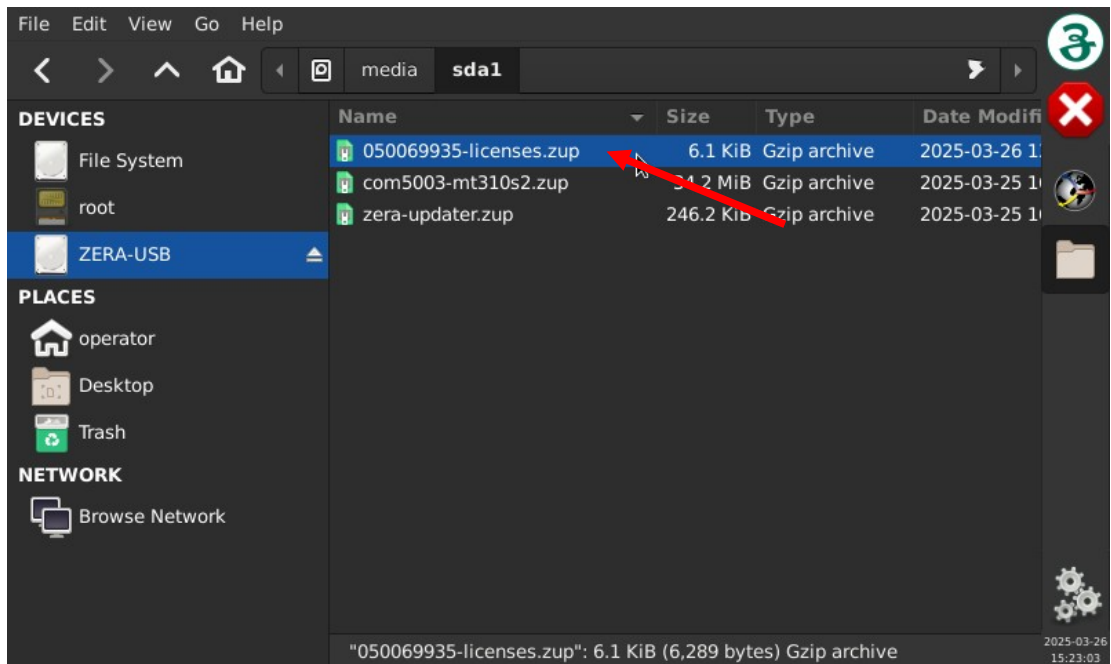 File Edit View Go Help
media sda1
DEVICES
File System
root
ZERA-USB
PLACES
operator
Desktop
Trash
NETWORK
Browse Network
Name Size Type Date Modifi
050069935-licenses.zup 6.1 KiB Gzip archive 2025-03-26 1
com5003-mt310s2.zup 34.2 MiB Gzip archive 2025-03-25 1
zera-updater.zup 246.2 KiB Gzip archive 2025-03-25 1
"050069935-licenses.zup": 6.1 KiB (6,289 bytes) Gzip archive
2025-03-26
15:23:03